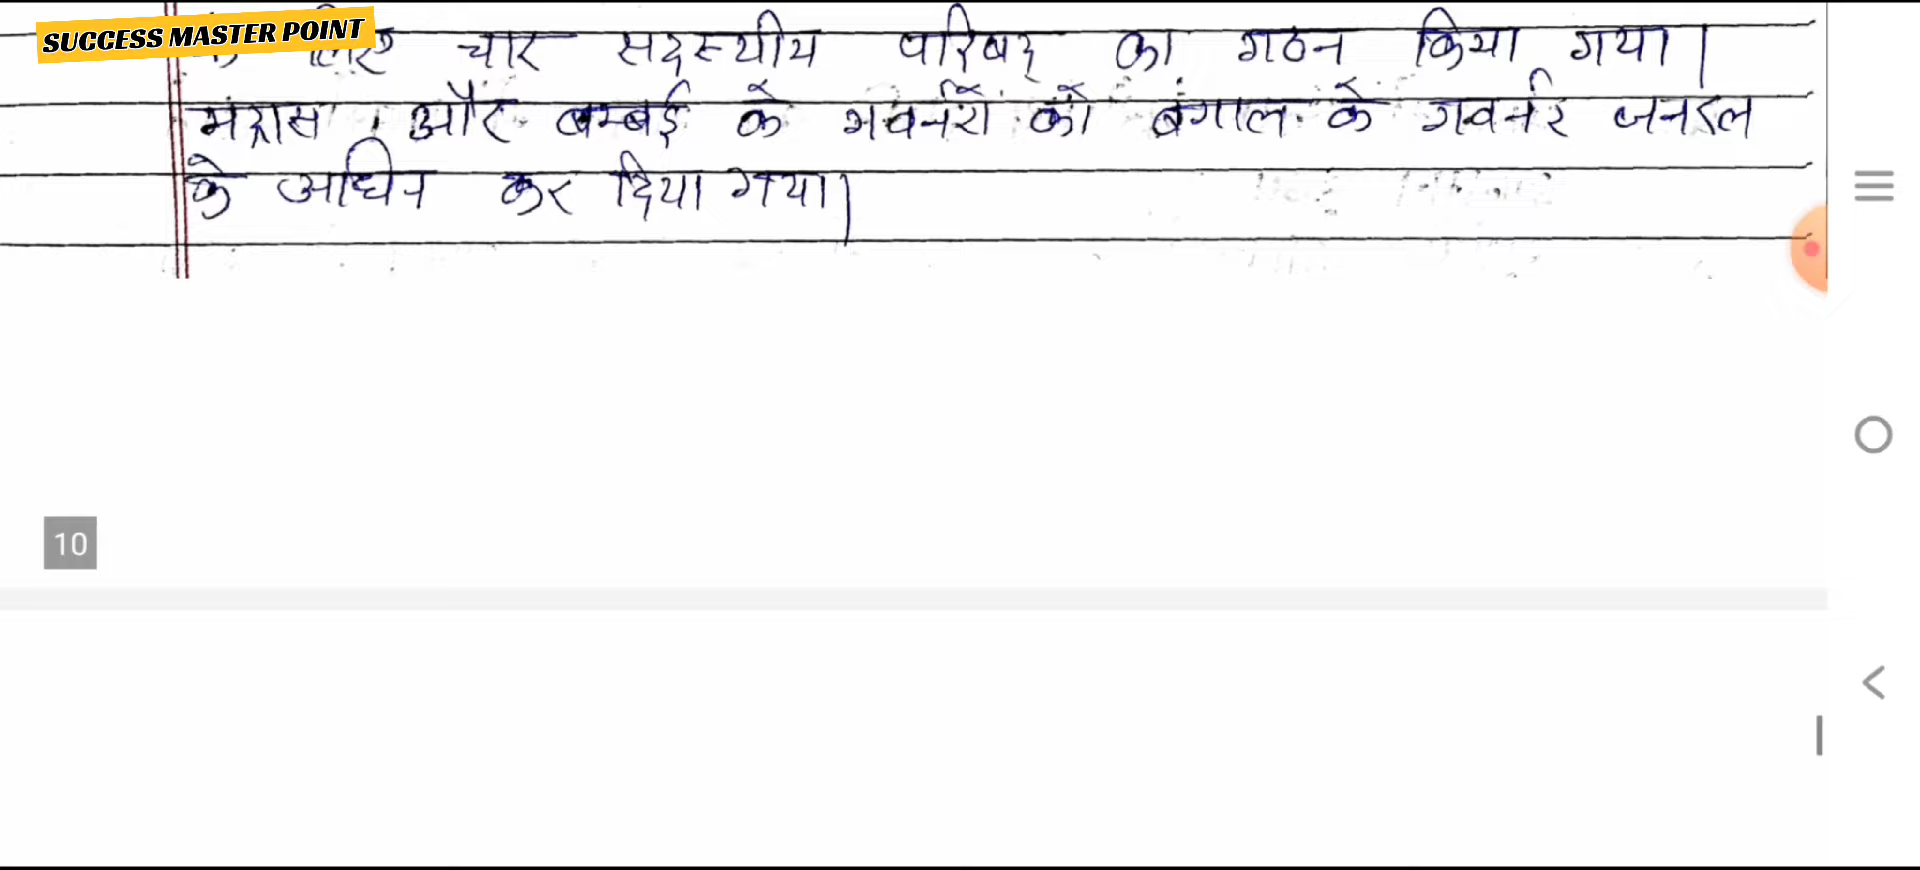 SUCCESS MASTER POINT
लिए चार सदस्यीय परिषद का गठन किया गया|
मद्रास और बम्बई के गवर्नरों को बंगाल के गवर्नर जनरल
के अधिन कर दिया गया|
10